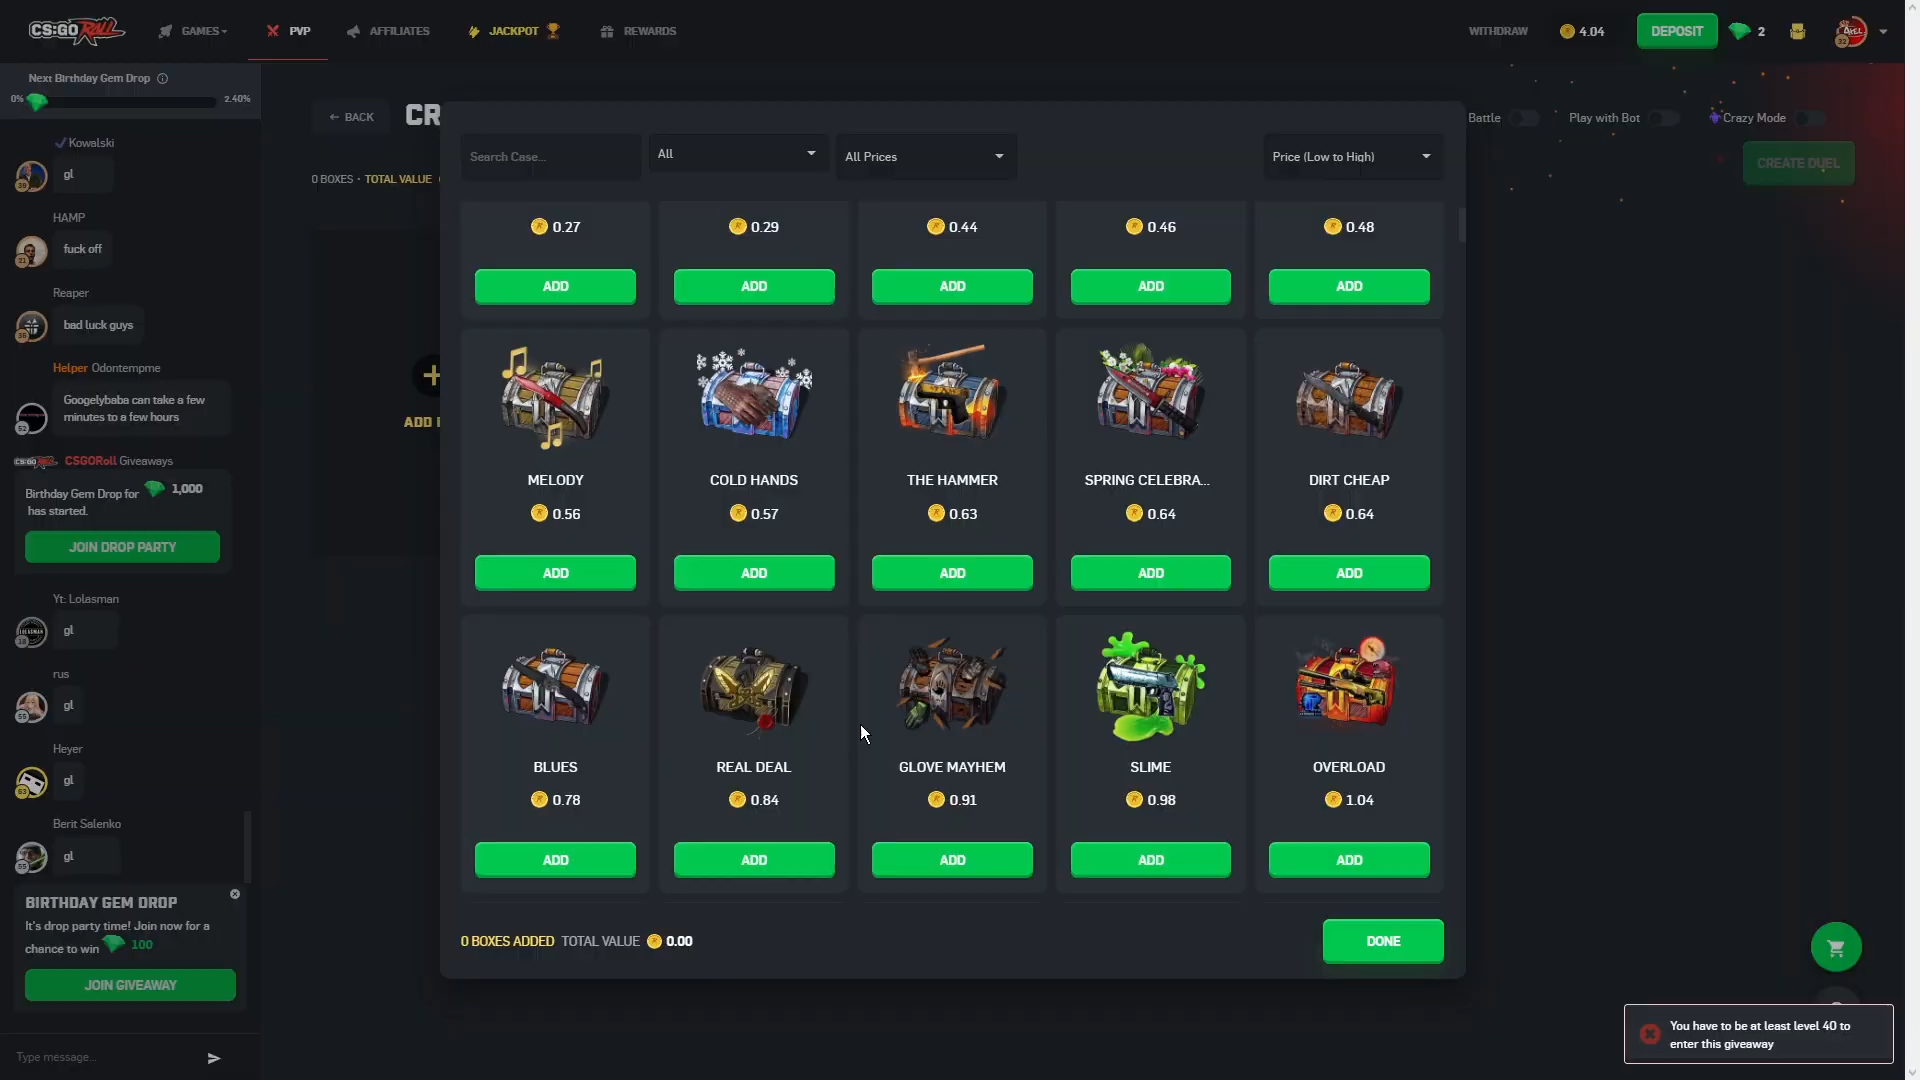 CS:GO ROLL
GAMES
PVP
AFFILIATES
JACKPOT
REWARDS
WITHDRAW
4.04
DEPOSIT
2
Next Birthday Gem Drop
0%
2.40%
Kowalski
39
gl
HAMP
21
fuck off
Reaper
bad luck guys
Helper Odontempme
Googelybaba can take a few
minutes to a few hours
52
CSGORoll Giveaways
Birthday Gem Drop for 1,000
has started.
JOIN DROP PARTY
Yt: Lolasman
gl
rus
55
gl
Heyer
53
gl
Berit Salenko
55
gl
BIRTHDAY GEM DROP
It's drop party time! Join now for a
chance to win 100
JOIN GIVEAWAY
Type message...
← BACK
CR
0 BOXES • TOTAL VALUE
ADD
Battle
Play with Bot
Crazy Mode
CREATE DUEL
Search Case...
All
All Prices
Price (Low to High)
0.27
0.29
0.44
0.46
0.48
ADD
ADD
ADD
ADD
ADD
MELODY
COLD HANDS
THE HAMMER
SPRING CELEBRA...
DIRT CHEAP
0.56
0.57
0.63
0.64
0.64
ADD
ADD
ADD
ADD
ADD
BLUES
REAL DEAL
GLOVE MAYHEM
SLIME
OVERLOAD
0.78
0.84
0.91
0.98
1.04
ADD
ADD
ADD
ADD
ADD
0 BOXES ADDED TOTAL VALUE 0.00
DONE
You have to be at least level 40 to
enter this giveaway